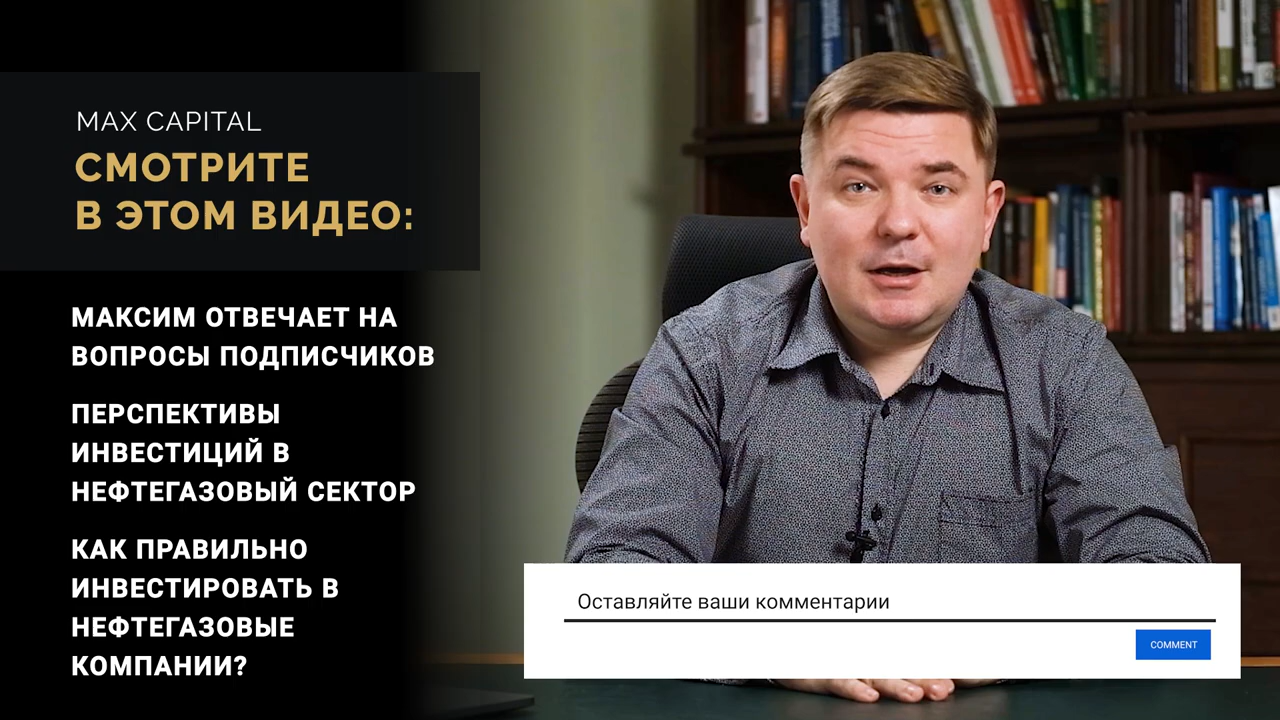 MAX CAPITAL
СМОТРИТЕ
В ЭТОМ ВИДЕО:
МАКСИМ ОТВЕЧАЕТ НА
ВОПРОСЫ ПОДПИСЧИКОВ
ПЕРСПЕКТИВЫ
ИНВЕСТИЦИЙ В
НЕФТЕГАЗОВЫЙ СЕКТОР
КАК ПРАВИЛЬНО
ИНВЕСТИРОВАТЬ В
НЕФТЕГАЗОВЫЕ
КОМПАНИИ?
Оставляйте ваши комментарии
COMMENT